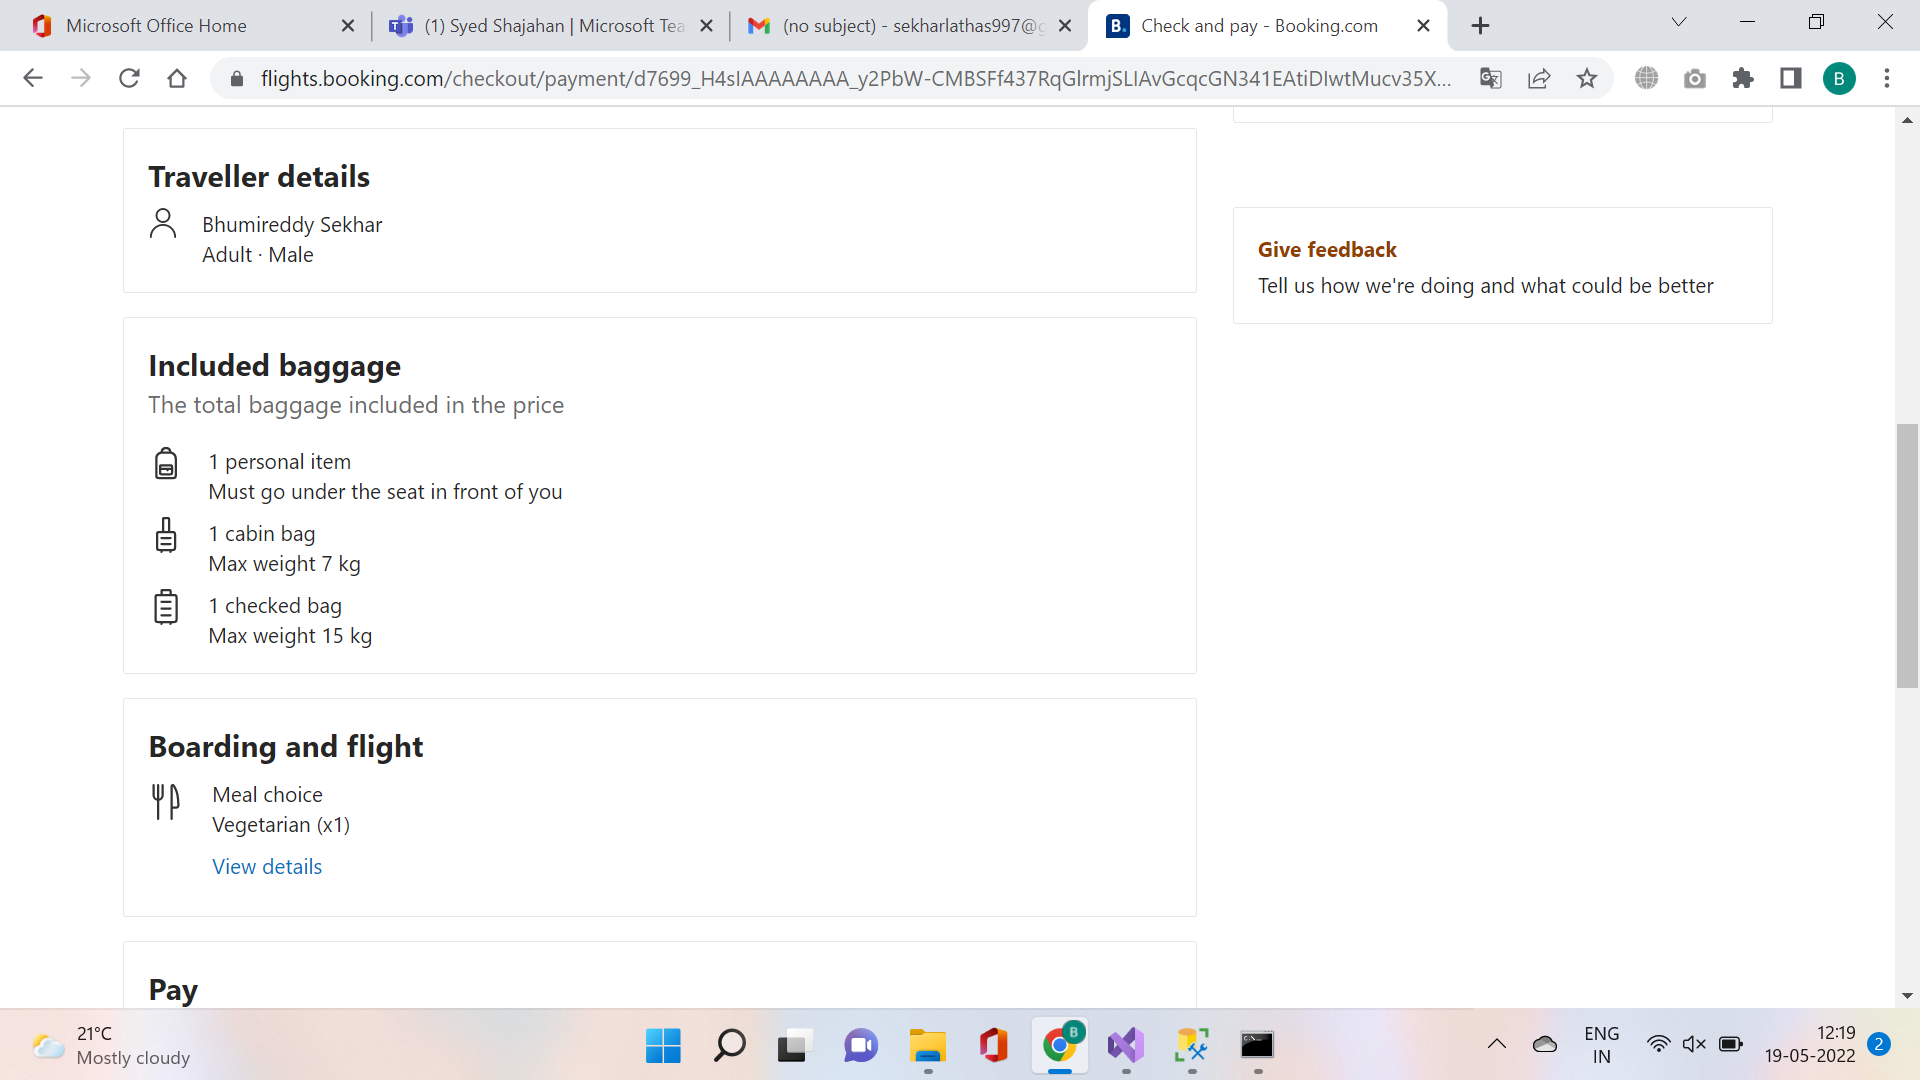 Microsoft Office Home
(1) Syed Shajahan | Microsoft Tea
(no subject) - sekharlathas997@g
B.
Check and pay - Booking.com
flights.booking.com/checkout/payment/d7699_H4sIAAAAAAAA_y2PbW-CMBSFf437RqGlrmjSLIAvGcqcGN341EAtiDIwtMucv35X...
B
Traveller details
Bhumireddy Sekhar
Adult · Male
Give feedback
Tell us how we're doing and what could be better
Included baggage
The total baggage included in the price
1 personal item
Must go under the seat in front of you
1 cabin bag
Max weight 7 kg
1 checked bag
Max weight 15 kg
Boarding and flight
Meal choice
Vegetarian (x1)
View details
Pay
21°C
Mostly cloudy
B
ENG
IN
12:19
19-05-2022
2